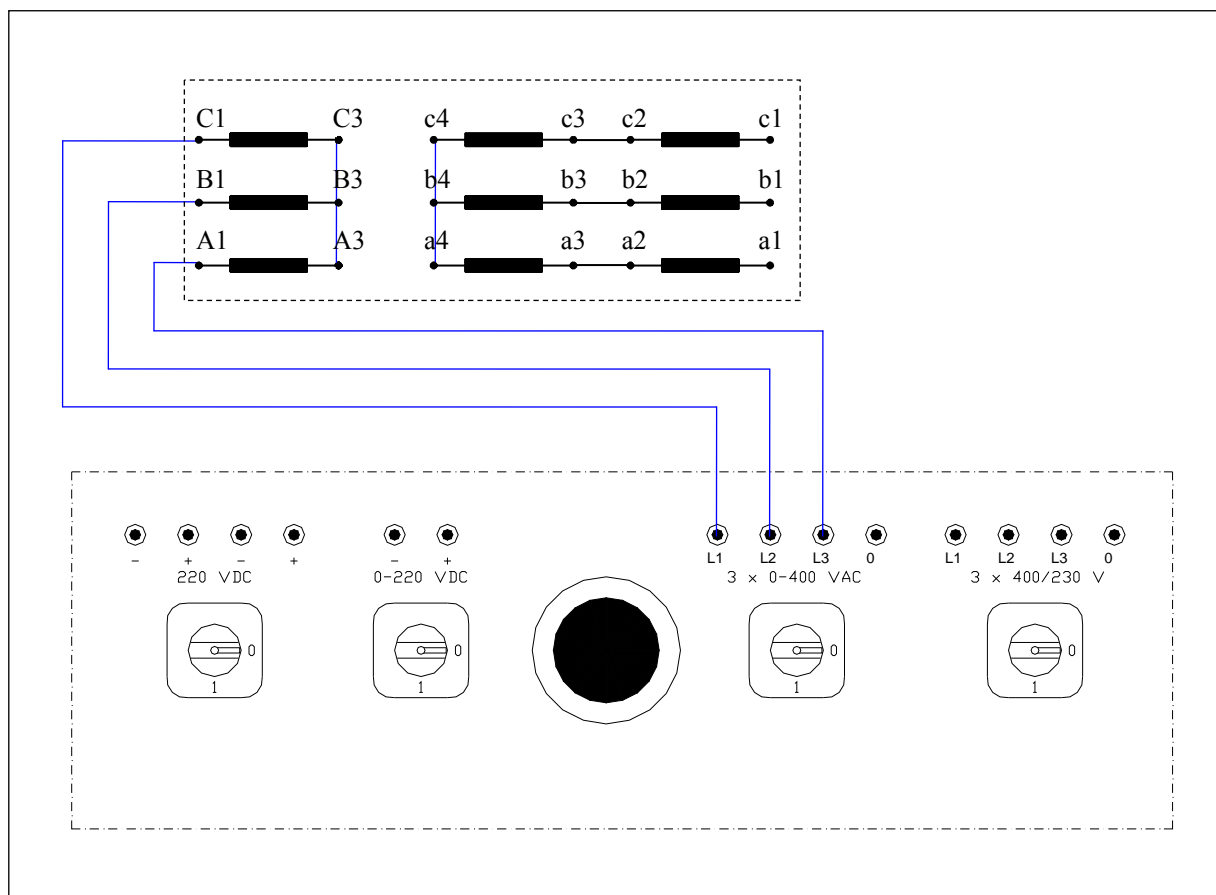 C1 C3 c4 c3 c2 c1
B1 B3 b4 b3 b2 b1
A1 A3 a4 a3 a2 a1
- + - + - + L1 L2 L3 0 L1 L2 L3 0
220 VDC 0-220 VDC 3 x 0-400 VAC 3 x 400/230 V
0 0 0 0
1 1 1 1